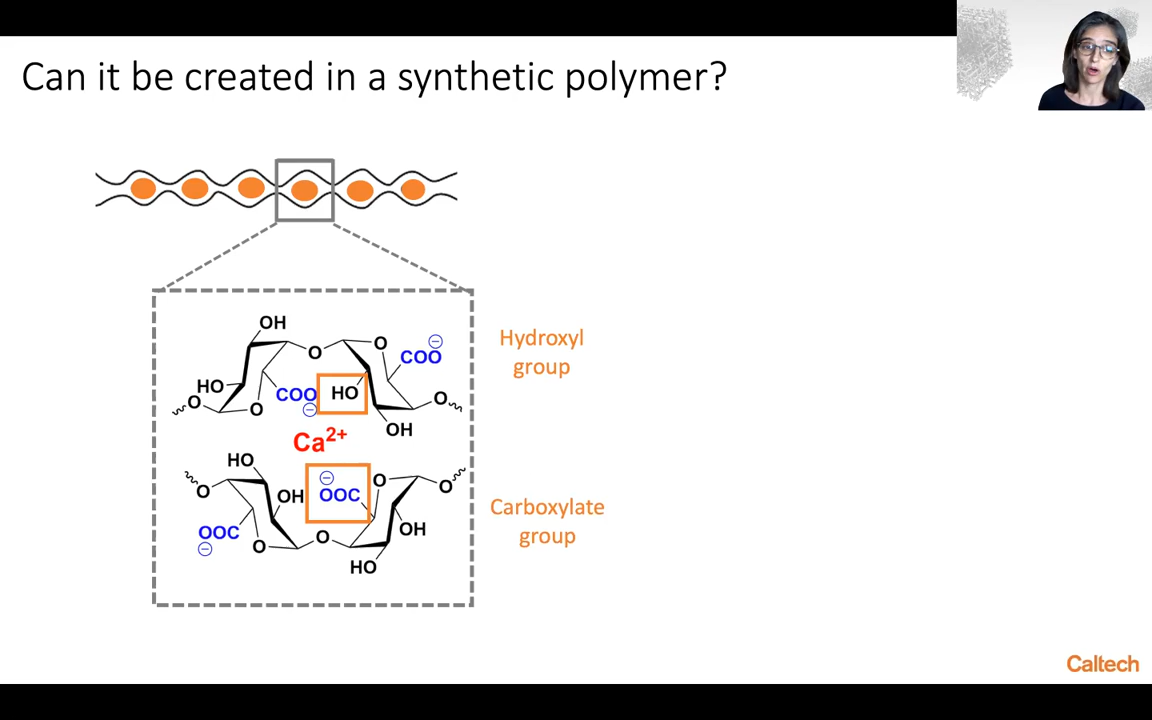 Can it be created in a synthetic polymer?
OH
O
O
COO
⊖
HO
O
O
COO
⊖
HO
O
OH
Ca2+
HO
O
OH
⊖
OOC
O
O
OOC
⊖
O
O
OH
HO
Hydroxyl
group
Carboxylate
group
Caltech